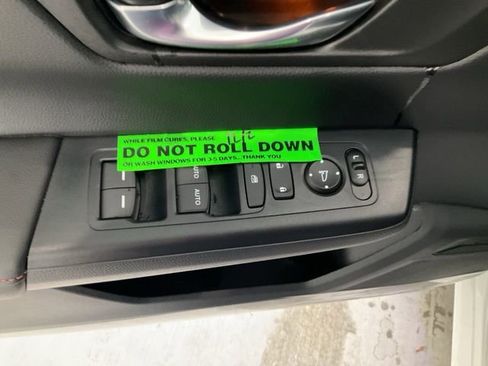 WHILE FILM CURES, PLEASE
DO NOT ROLL DOWN
OR WASH WINDOWS FOR 3-5 DAYS...THANK YOU
AUTO
AUTO
L
R